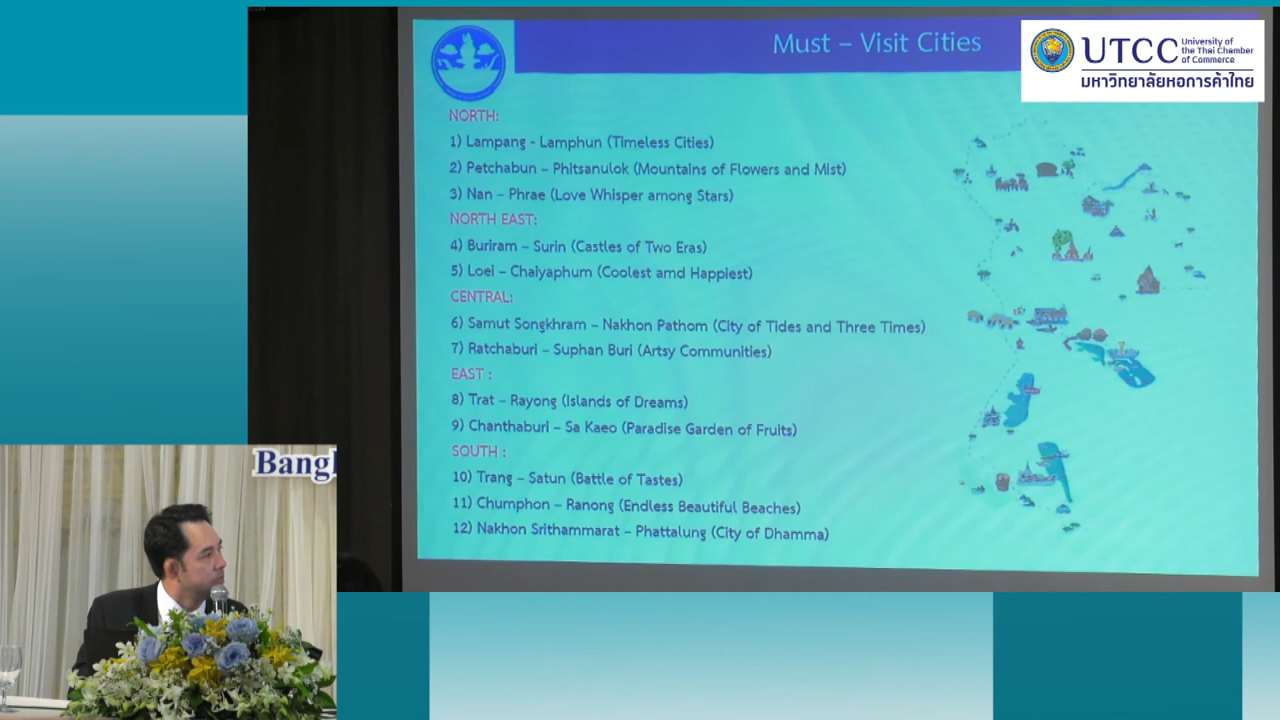 Must – Visit Cities
UTCC
University of
the Thai Chamber
of Commerce
มหาวิทยาลัยหอการค้าไทย
NORTH:
1) Lampang - Lamphun (Timeless Cities)
2) Petchabun – Phitsanulok (Mountains of Flowers and Mist)
3) Nan – Phrae (Love Whisper among Stars)
NORTH EAST:
4) Buriram – Surin (Castles of Two Eras)
5) Loei – Chaiyaphum (Coolest amd Happiest)
CENTRAL:
6) Samut Songkhram – Nakhon Pathom (City of Tides and Three Times)
7) Ratchaburi – Suphan Buri (Artsy Communities)
EAST :
8) Trat – Rayong (Islands of Dreams)
9) Chanthaburi – Sa Kaeo (Paradise Garden of Fruits)
SOUTH :
10) Trang – Satun (Battle of Tastes)
11) Chumphon – Ranong (Endless Beautiful Beaches)
12) Nakhon Srithammarat – Phattalung (City of Dhamma)